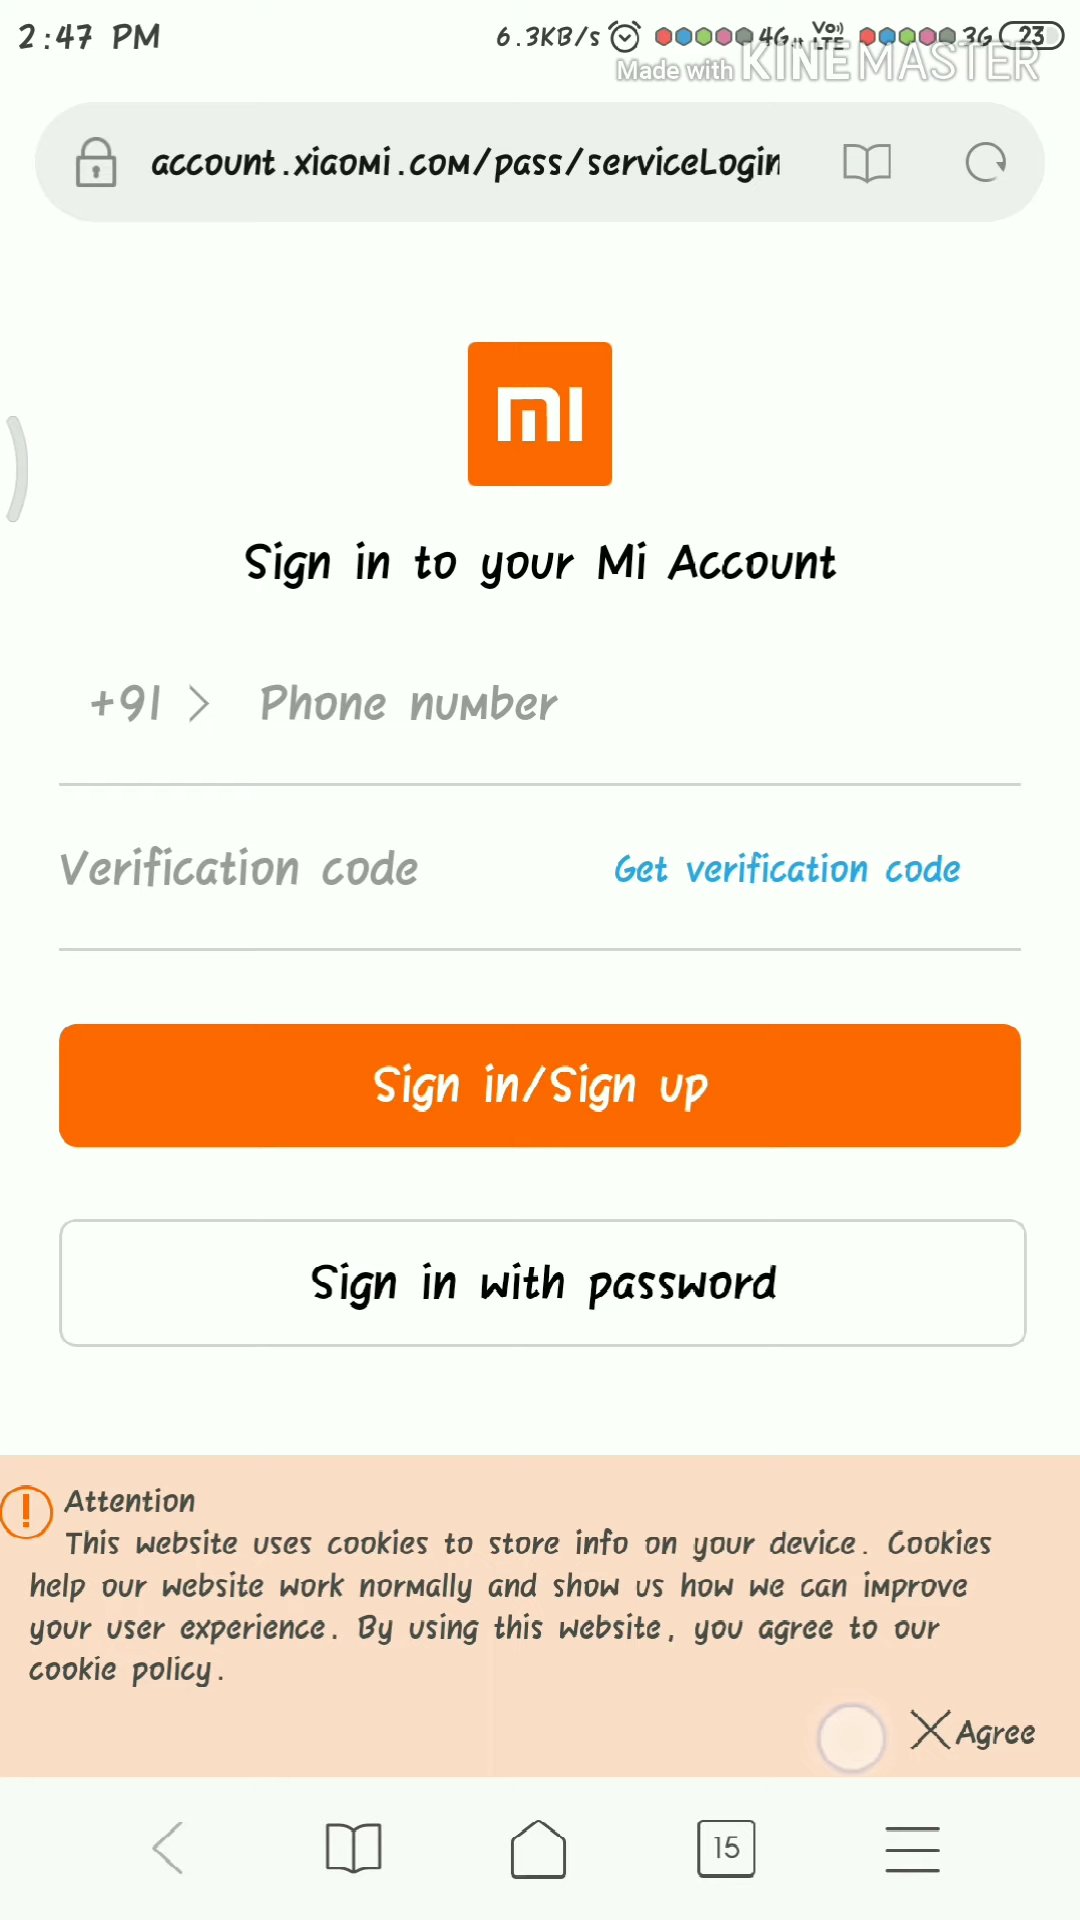 2:47 PM 6.3KB/s 4G VoLTE 3G 23
Made with KINEMASTER
account.xiaomi.com/pass/serviceLogin
mi
Sign in to your Mi Account
+91 > Phone number
Verification code Get verification code
Sign in/Sign up
Sign in with password
Attention
This website uses cookies to store info on your device. Cookies
help our website work normally and show us how we can improve
your user experience. By using this website, you agree to our
cookie policy.
Agree
15